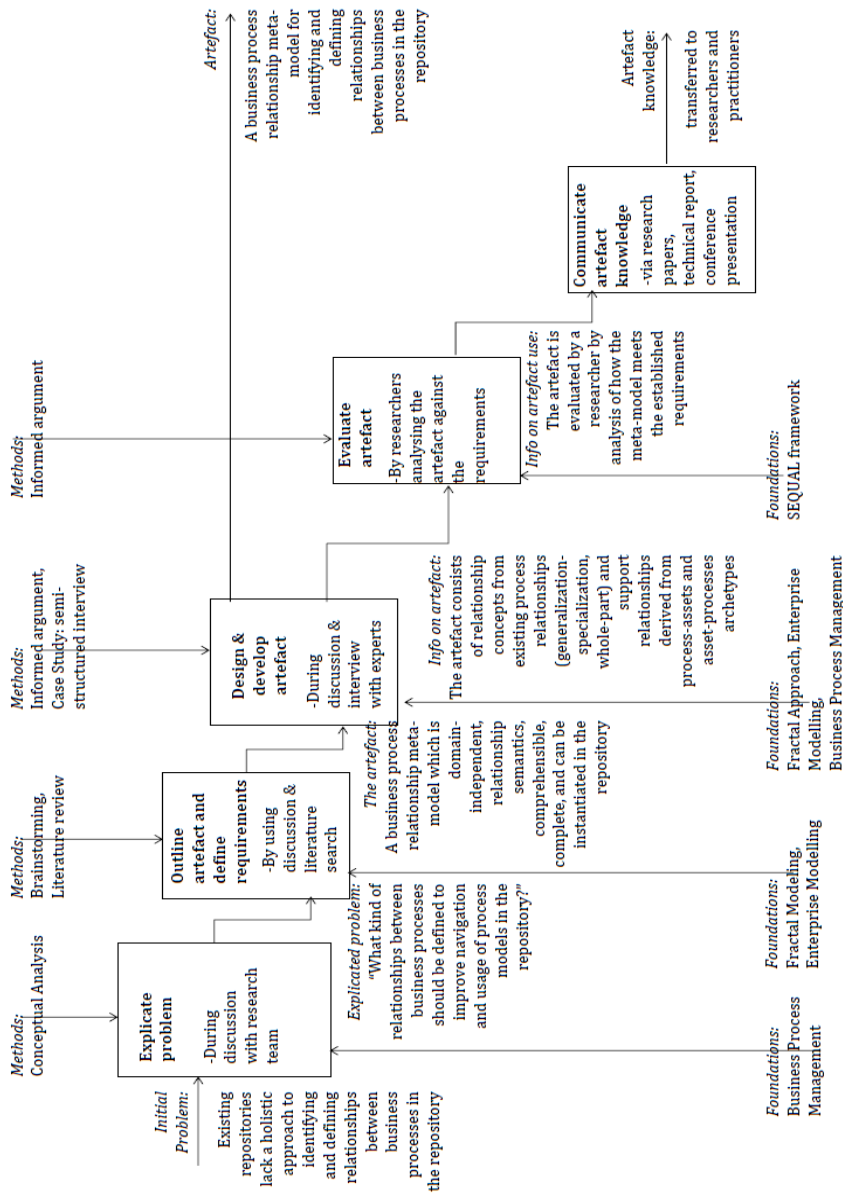 Initial
Problem:
Existing
repositories
lack a holistic
approach to
identifying
and defining
relationships
between
business
processes in
the repository
Methods:
Conceptual Analysis
Explicate
problem
-During
discussion
with research
team
Foundations:
Business Process
Management
Explicated problem:
“What kind of
relationships between
business processes
should be defined to
improve navigation
and usage of process
models in the
repository?”
Methods:
Brainstorming,
Literature review
Outline
artefact and
define
requirements
-By using
discussion &
literature
search
Foundations:
Fractal Modeling,
Enterprise Modelling
The artefact:
A business process
relationship meta-
model which is
domain-
independent,
relationship
semantics,
comprehensible,
complete, and can be
instantiated in the
repository
Methods:
Informed argument,
Case Study: semi-
structured interview
Design &
develop
artefact
-During
discussion &
interview
with experts
Foundations:
Fractal Approach, Enterprise
Modelling,
Business Process Management
Info on artefact:
The artefact consists
of relationship
concepts from
existing process
relationships
(generalization-
specialization,
whole-part) and
support
relationships
derived from
process-assets and
asset-processes
archetypes
Methods:
Informed argument
Evaluate
artefact
-By researchers
analysing the
artefact against
the
requirements
Foundations:
SEQUAL framework
Info on artefact use:
The artefact is
evaluated by a
researcher by
analysis of how the
meta-model meets
the established
requirements
Communicate
artefact
knowledge
-via research
papers,
technical report,
conference
presentation
Artefact:
A business process
relationship meta-
model for
identifying and
defining
relationships
between business
processes in the
repository
Artefact
knowledge:
transferred to
researchers and
practitioners